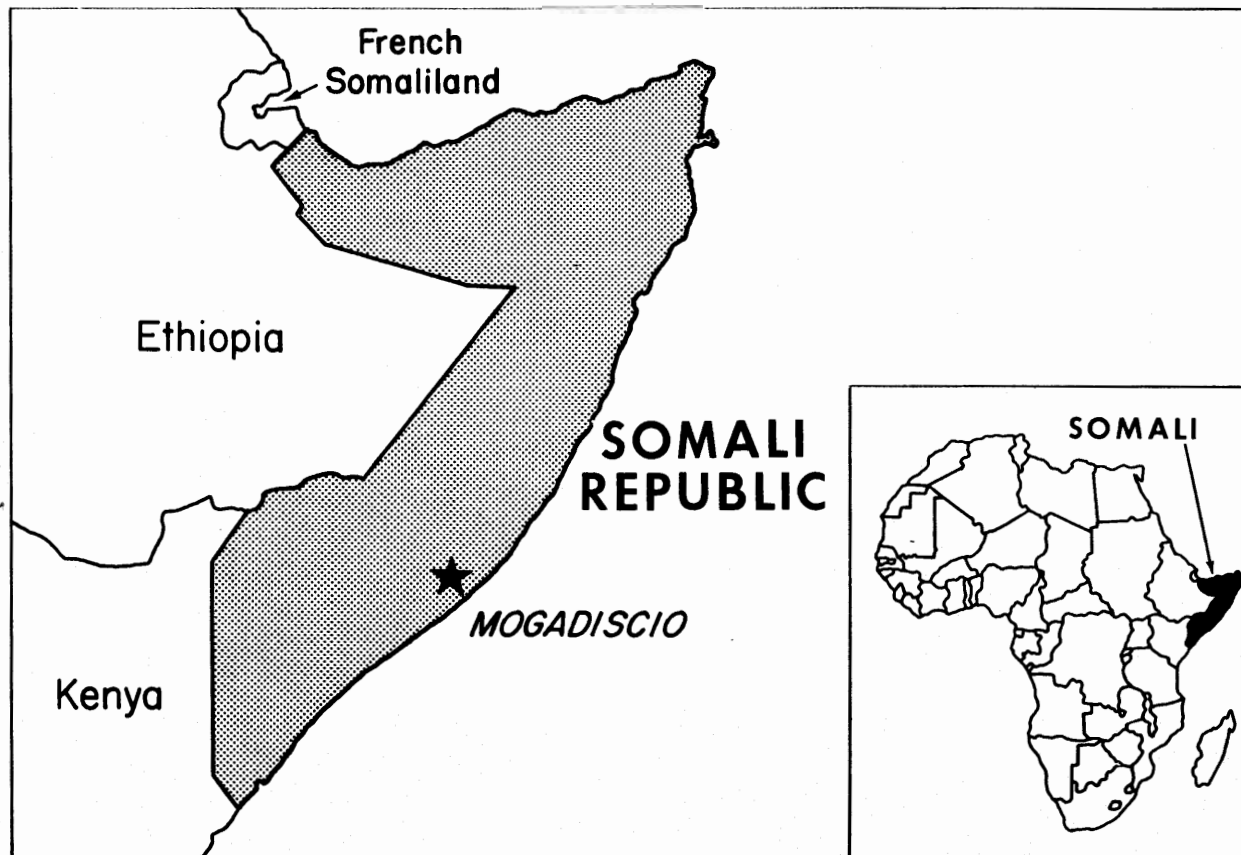 French
Somaliland
Ethiopia
SOMALI
REPUBLIC
MOGADISCIO
Kenya
SOMALI